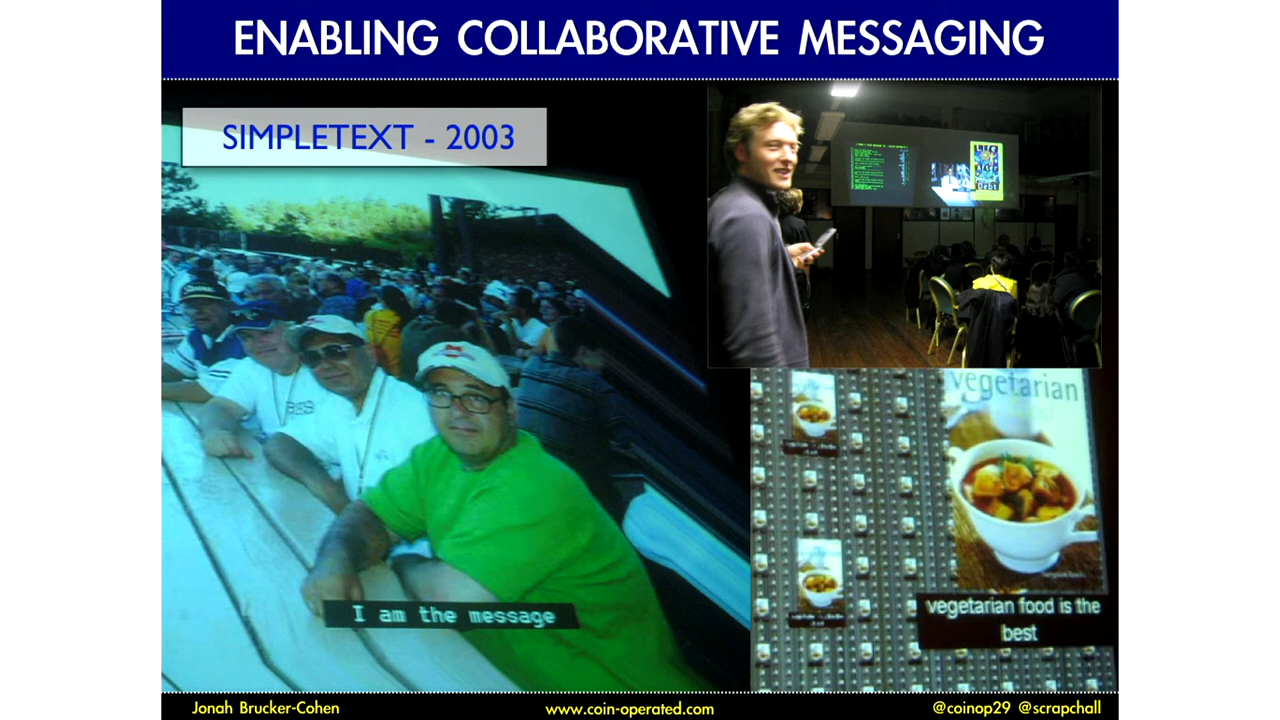 ENABLING COLLABORATIVE MESSAGING
SIMPLETEXT - 2003
I am the message
vegetarian
vegetarian food is the
best
Jonah Brucker-Cohen
www.coin-operated.com
@coinop29 @scrapchall